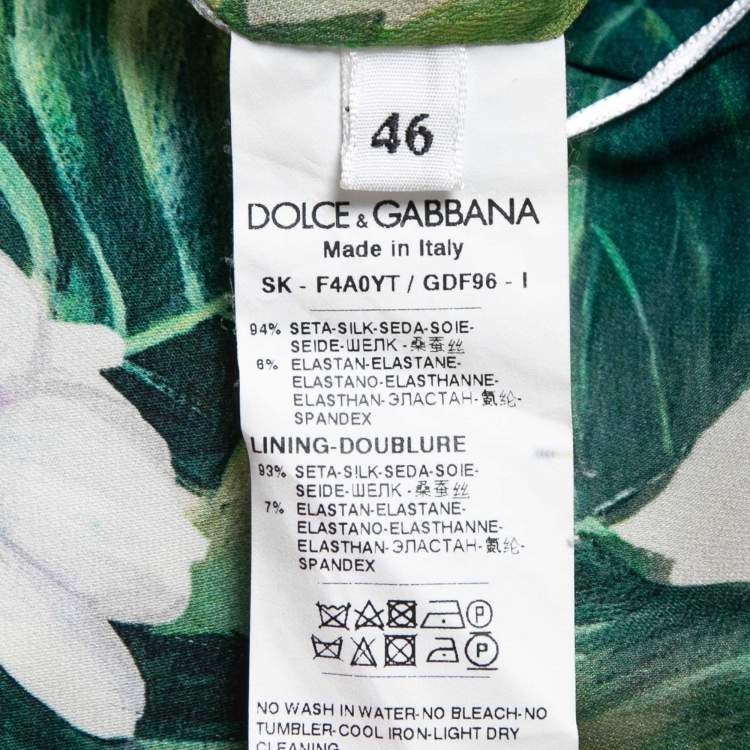 46
DOLCE & GABBANA
Made in Italy
SK - F4A0YT / GDF96 - I
94% SETA-SILK-SEDA-SOIE-
SEIDE-ШЕЛК-桑蚕丝
6% ELASTAN-ELASTANE-
ELASTANO-ELASTHANNE-
ELASTHAN-ЭЛАСТАН-氨纶-
SPANDEX
LINING-DOUBLURE
93% SETA-SILK-SEDA-SOIE-
SEIDE-ШЕЛК-桑蚕丝
7% ELASTAN-ELASTANE-
ELASTANO-ELASTHANNE-
ELASTHAN-ЭЛАСТАН-氨纶-
SPANDEX
P
P
NO WASH IN WATER-NO BLEACH-NO
TUMBLER-COOL IRON-LIGHT DRY
CLEANING